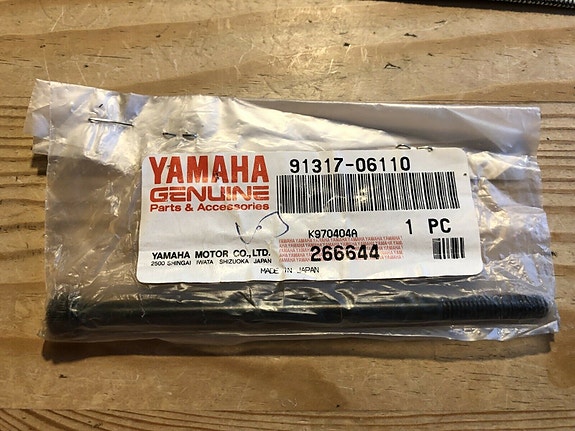 YAMAHA
GENUINE
Parts & Accessories
91317-06110
K970404A
1 PC
YAMAHA MOTOR CO., LTD.
2500 SHINGAI IWATA SHIZUOKA JAPAN
266644
MADE IN JAPAN